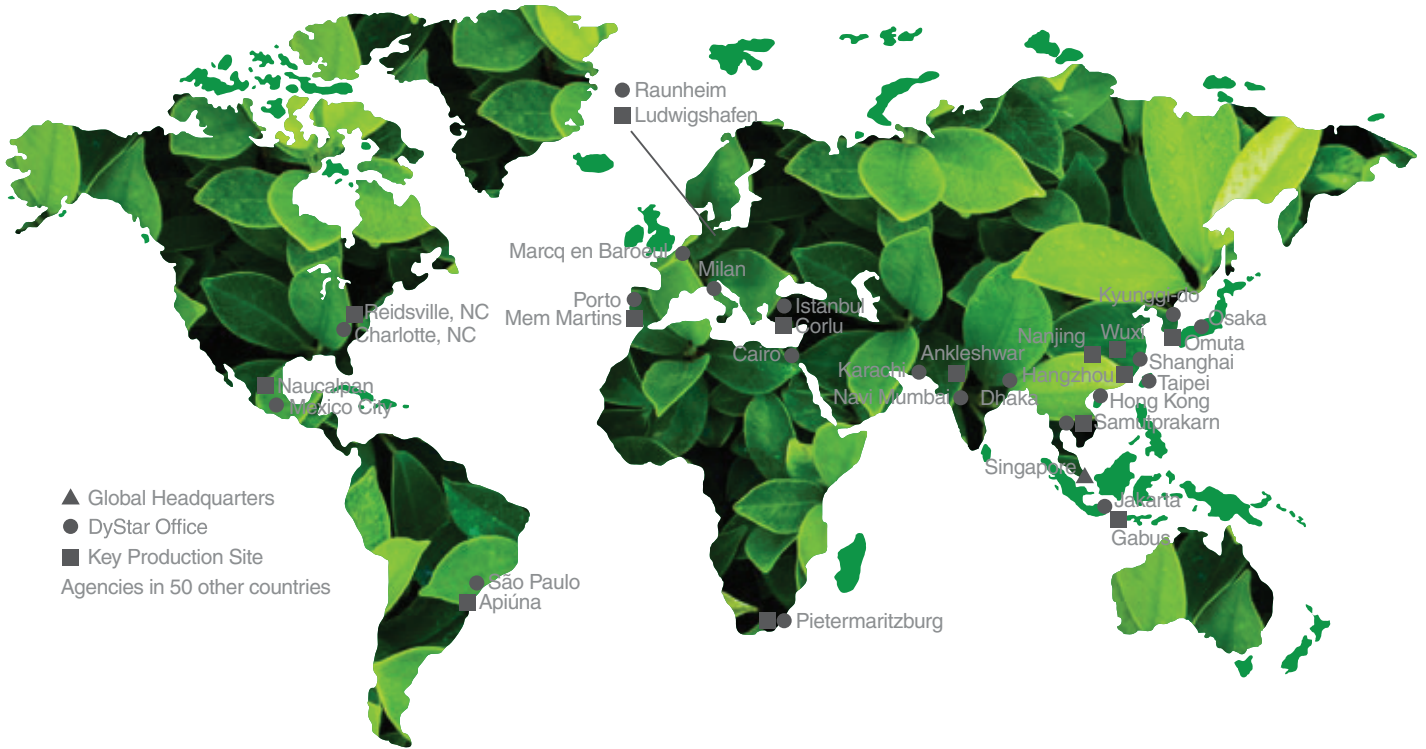 Raunheim
Ludwigshafen
Marcq en Baroeul
Milan
Porto
Mem Martins
Istanbul
Corlu
Cairo
Reidsville, NC
Charlotte, NC
Naucalpan
Mexico City
Kyunggi-do
Osaka
Omuta
Nanjing
Wuxi
Shanghai
Ankleshwar
Karachi
Hangzhou
Taipei
Navi Mumbai
Dhaka
Hong Kong
Samutprakarn
Singapore
Jakarta
Gabus
Global Headquarters
DyStar Office
Key Production Site
Agencies in 50 other countries
São Paulo
Apiúna
Pietermaritzburg